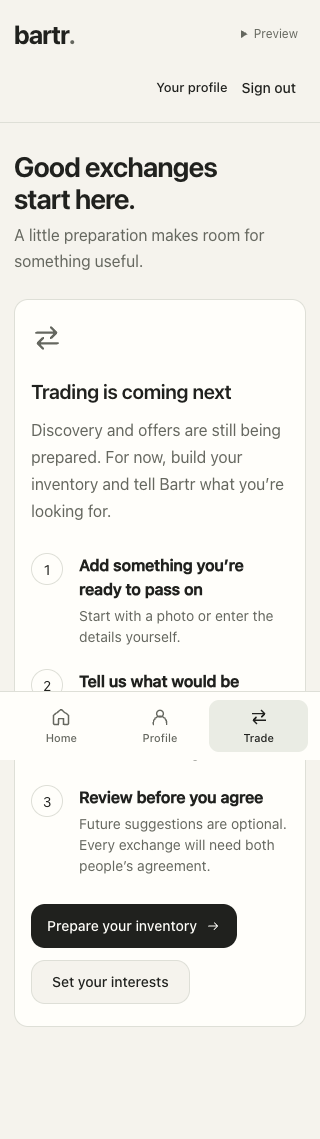 bartr.
Preview
Your profile
Sign out
Good exchanges
start here.
A little preparation makes room for
something useful.
Trading is coming next
Discovery and offers are still being
prepared. For now, build your
inventory and tell Bartr what you’re
looking for.
1
Add something you’re
ready to pass on
Start with a photo or enter the
details yourself.
2
Tell us what would be
Home
Profile
Trade
3
Review before you agree
Future suggestions are optional.
Every exchange will need both
people’s agreement.
Prepare your inventory →
Set your interests